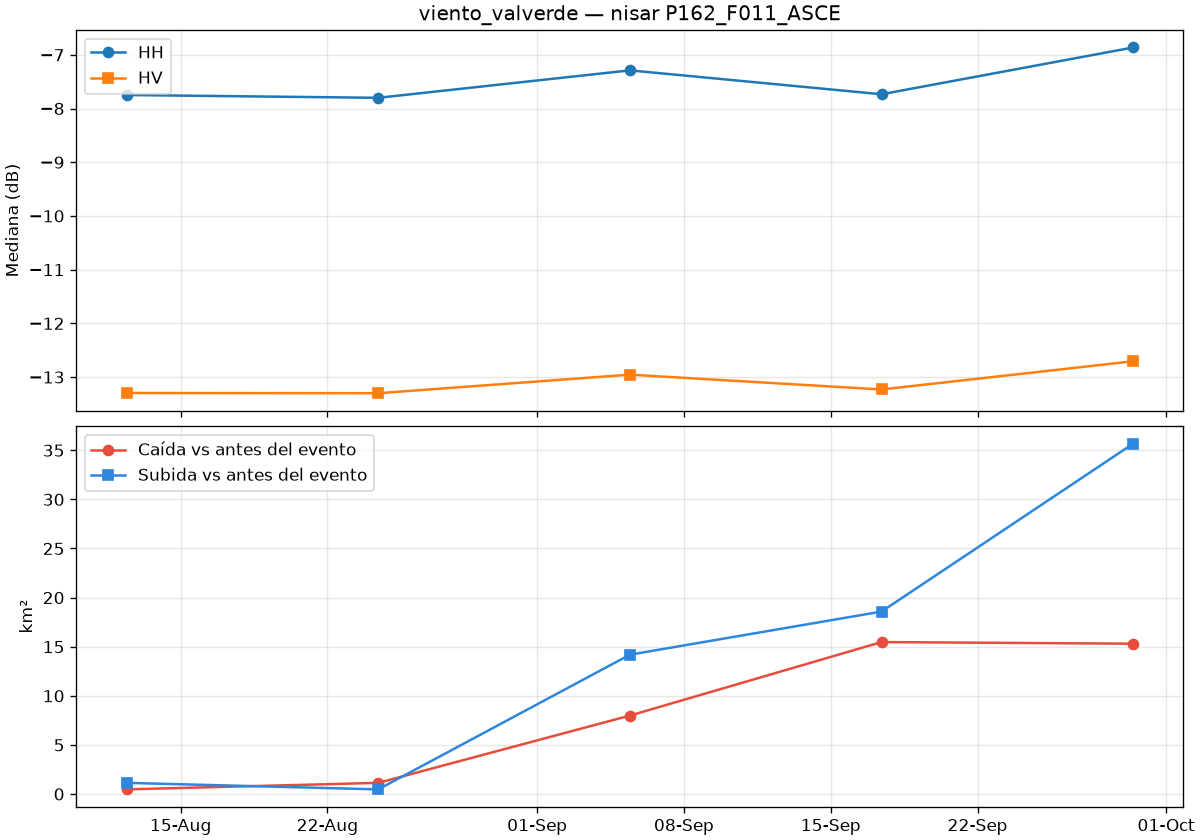 viento_valverde — nisar P162_F011_ASCE
HH
HV
Mediana (dB)
−7
−8
−9
−10
−11
−12
−13
Caída vs antes del evento
Subida vs antes del evento
km²
35
30
25
20
15
10
5
0
15-Aug 22-Aug 01-Sep 08-Sep 15-Sep 22-Sep 01-Oct